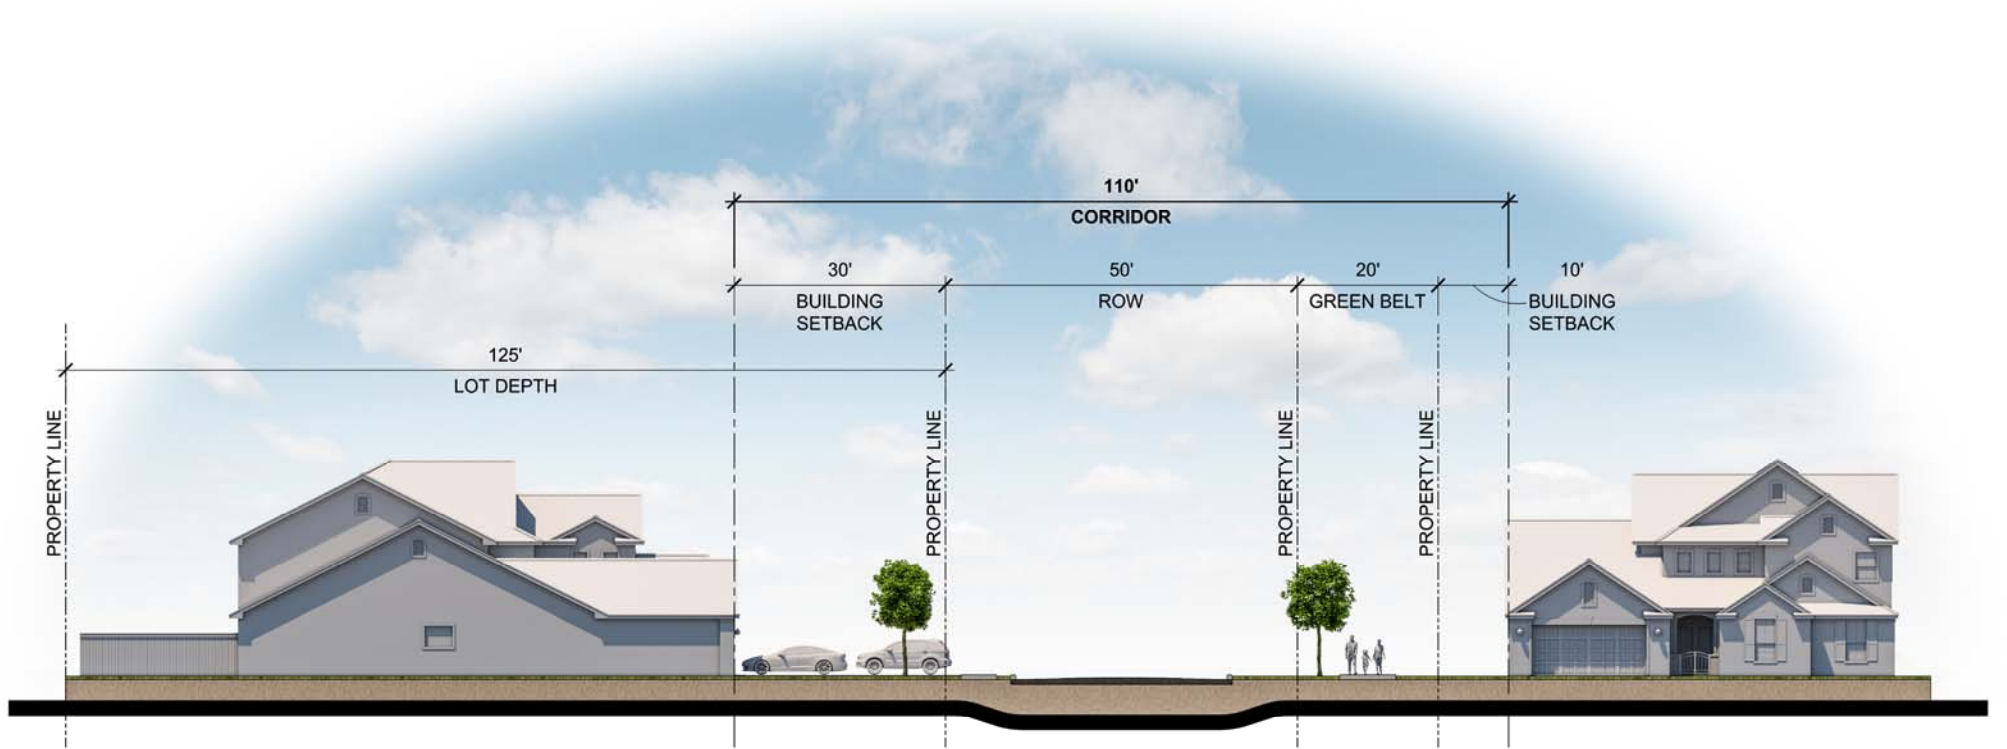 110'
CORRIDOR
30'
BUILDING
SETBACK
50'
ROW
20'
GREEN BELT
10'
BUILDING
SETBACK
125'
LOT DEPTH
PROPERTY LINE
PROPERTY LINE
PROPERTY LINE
PROPERTY LINE